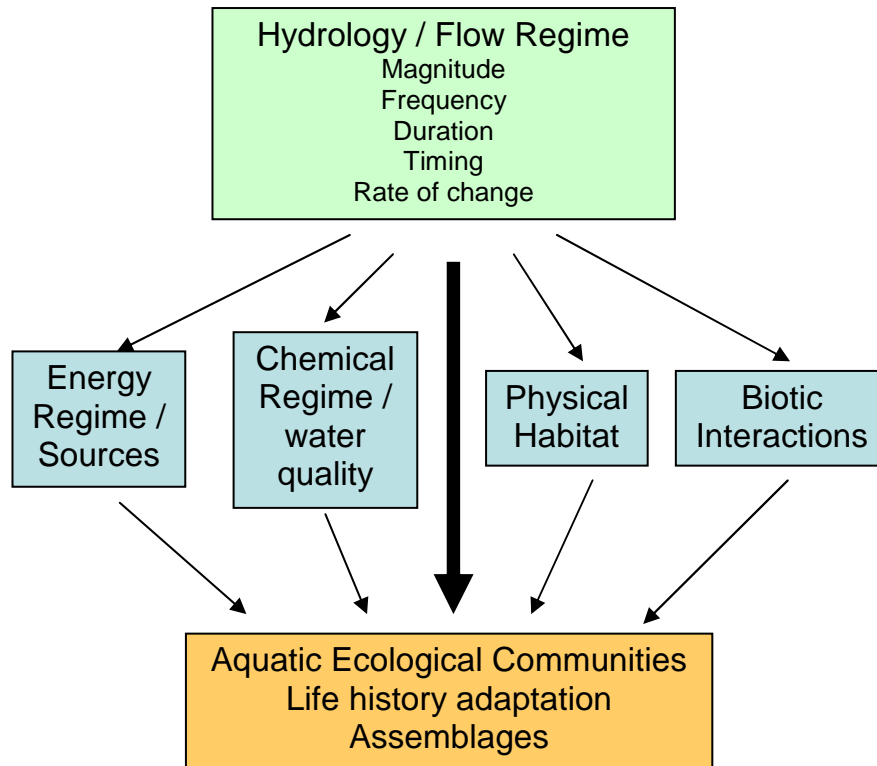 Hydrology / Flow Regime
Magnitude
Frequency
Duration
Timing
Rate of change
Energy
Regime /
Sources
Chemical
Regime /
water
quality
Physical
Habitat
Biotic
Interactions
Aquatic Ecological Communities
Life history adaptation
Assemblages